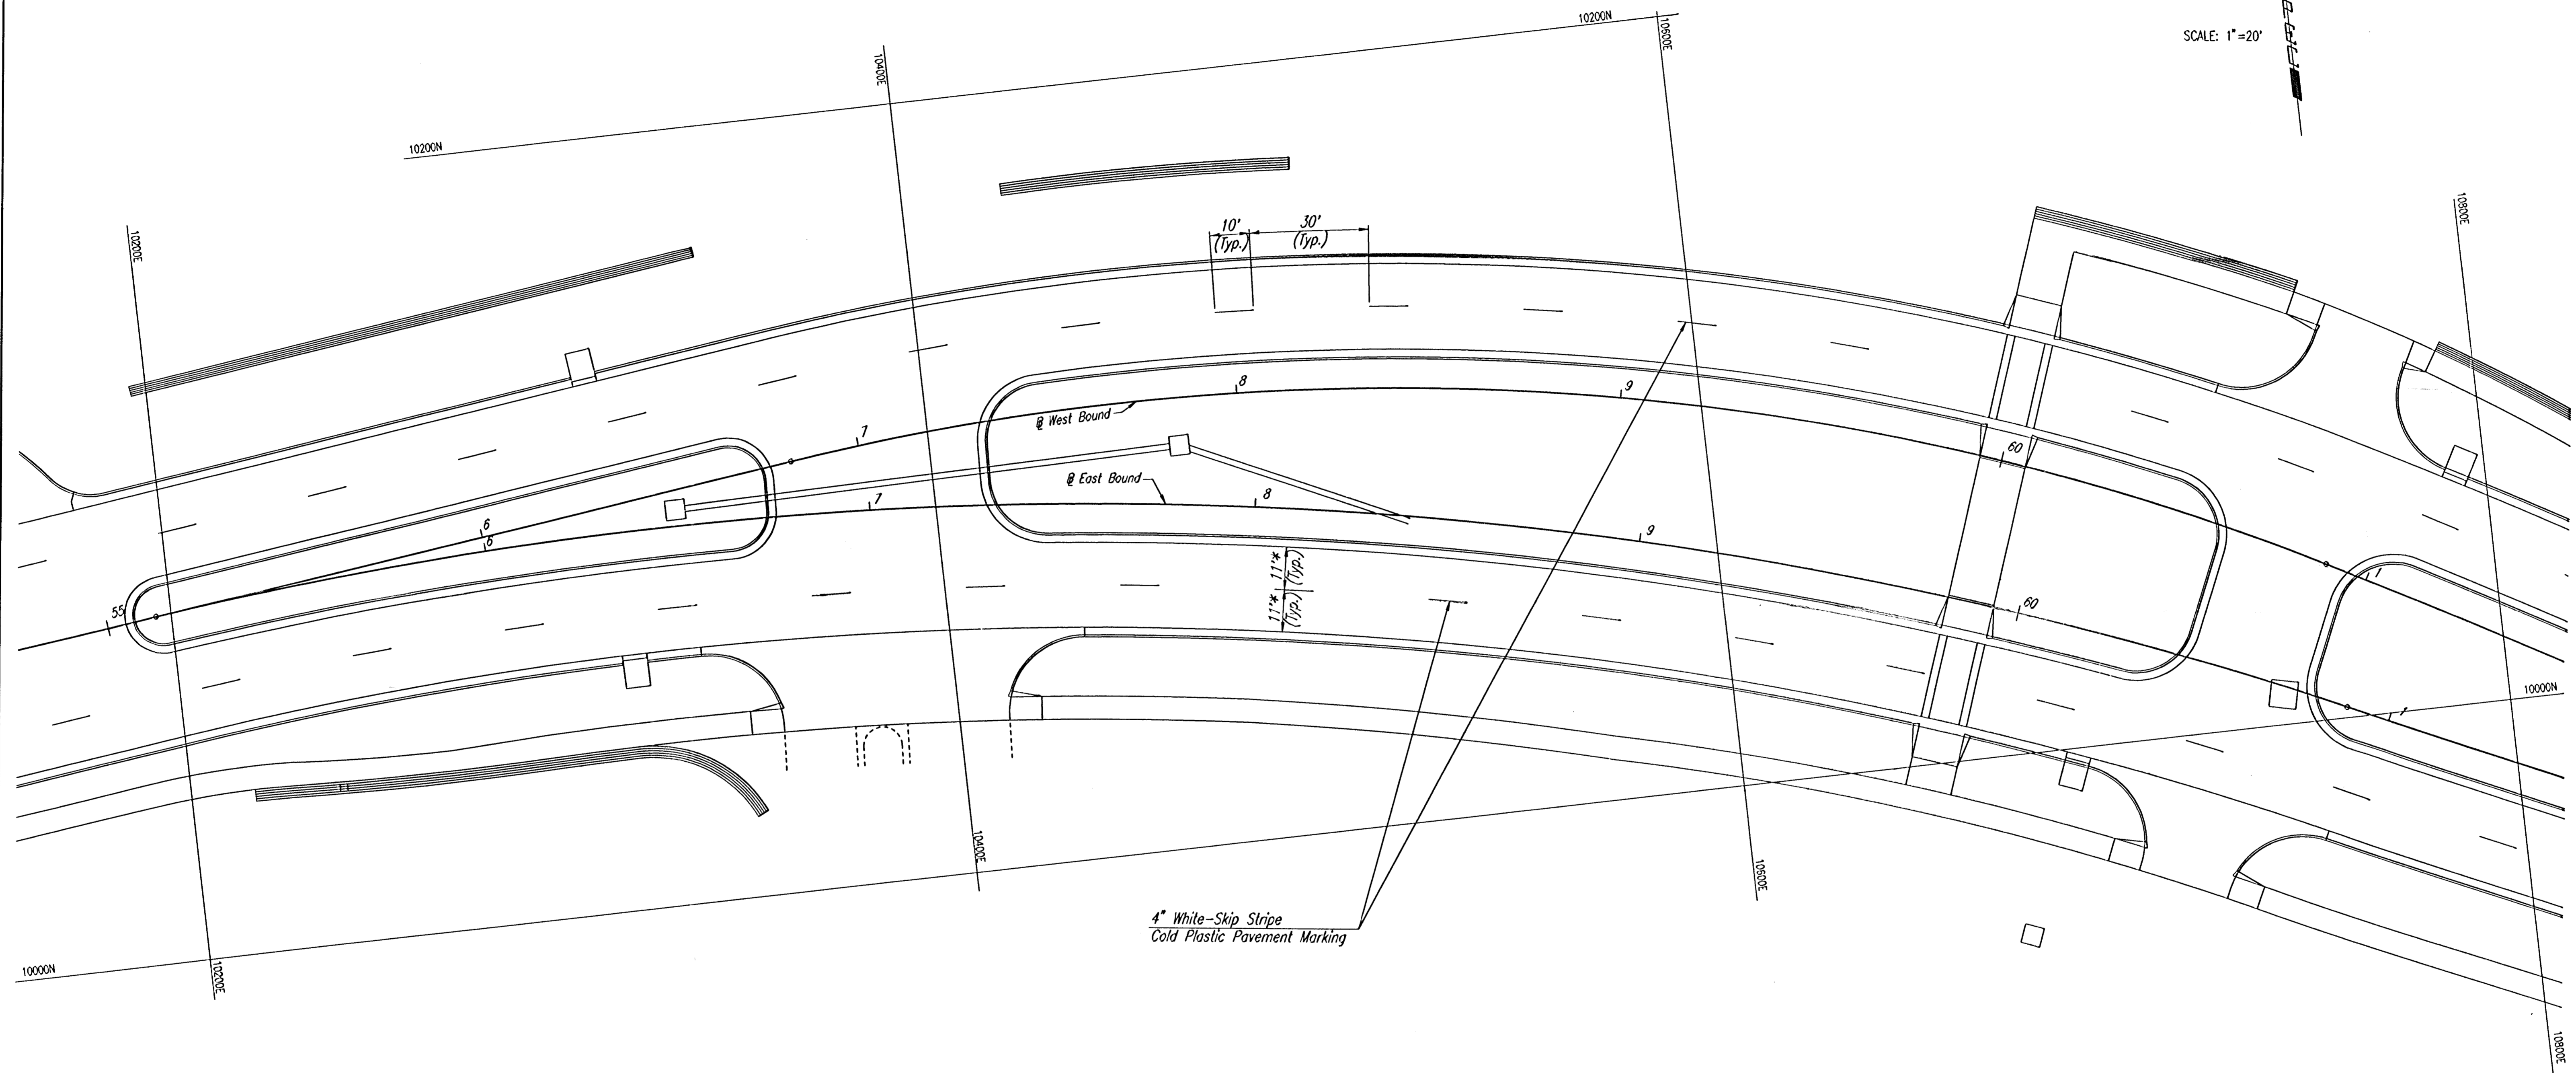 10200N
10600E
SCALE: 1"=20'
10400E
10200N
10200E
10800E
10' 30'
(Typ.) (Typ.)
8
9
West Bound
7
60
East Bound
8
7
9
6
6
11'* 11'*
(Typ.) (Typ.)
1
55
60
10000N
1
10400E
10600E
4" White-Skip Stripe
Cold Plastic Pavement Marking
10000N
10200E
10800E